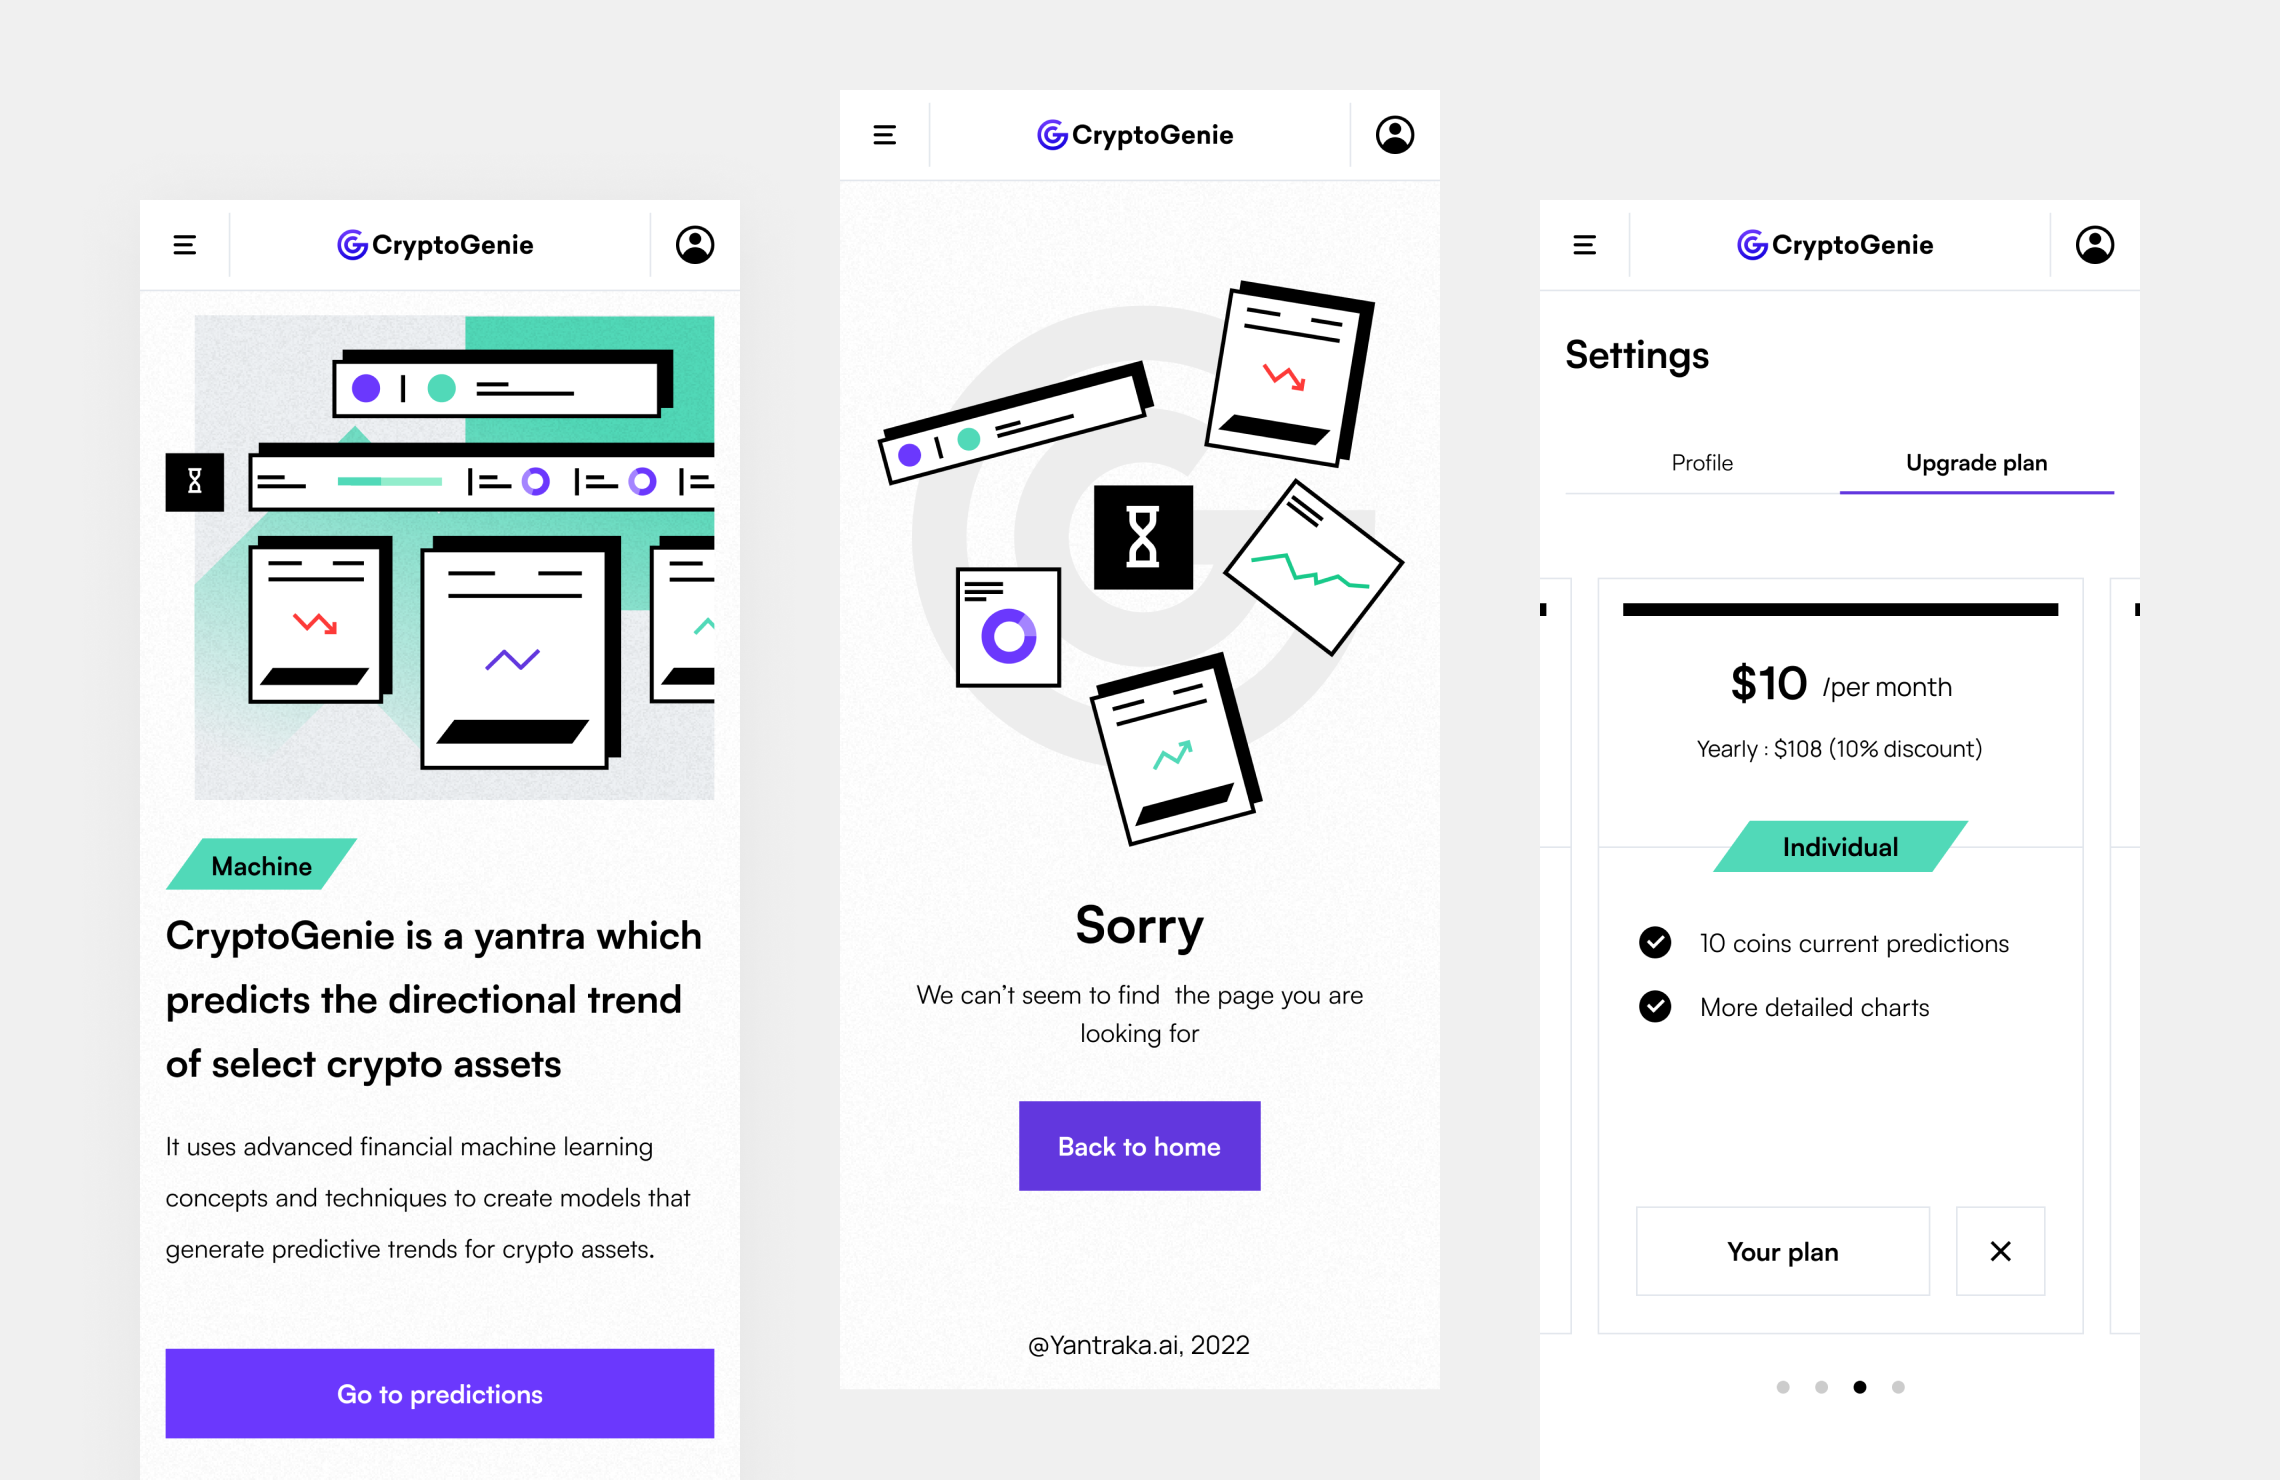 CryptoGenie
Machine
CryptoGenie is a yantra which
predicts the directional trend
of select crypto assets
It uses advanced financial machine learning
concepts and techniques to create models that
generate predictive trends for crypto assets.
Go to predictions
CryptoGenie
Sorry
We can’t seem to find  the page you are
looking for
Back to home
@Yantraka.ai, 2022
CryptoGenie
Settings
Profile
Upgrade plan
$10 /per month
Yearly : $108 (10% discount)
Individual
10 coins current predictions
More detailed charts
Your plan